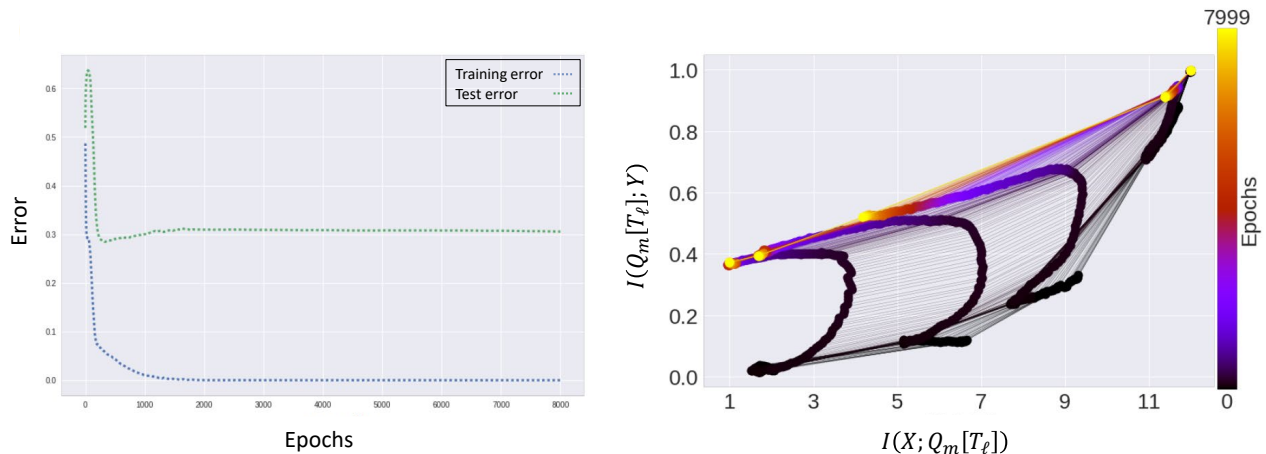 Training error
Test error
0.6
0.5
0.4
0.3
0.2
0.1
0.0
0 1000 2000 3000 4000 5000 6000 7000 8000
Error
Epochs
7999
1.0
0.8
0.6
0.4
0.2
0.0
1 3 5 7 9 11
0
I(Q_m[T_ℓ]; Y)
I(X; Q_m[T_ℓ])
Epochs